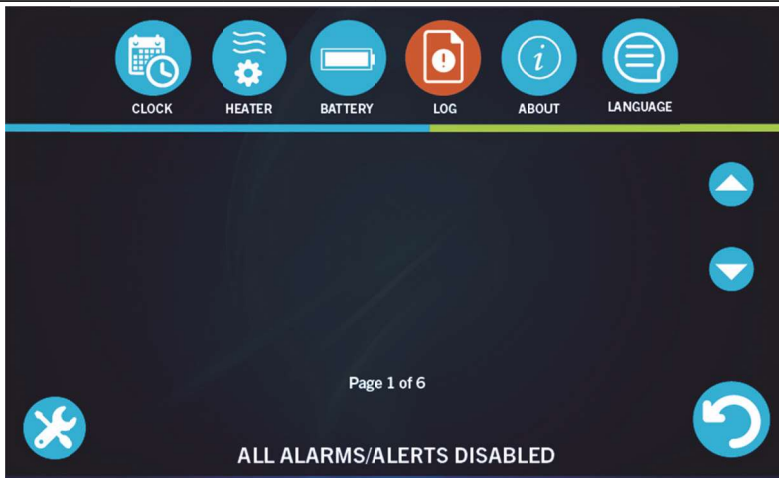 CLOCK HEATER BATTERY LOG ABOUT LANGUAGE
Page 1 of 6
ALL ALARMS/ALERTS DISABLED